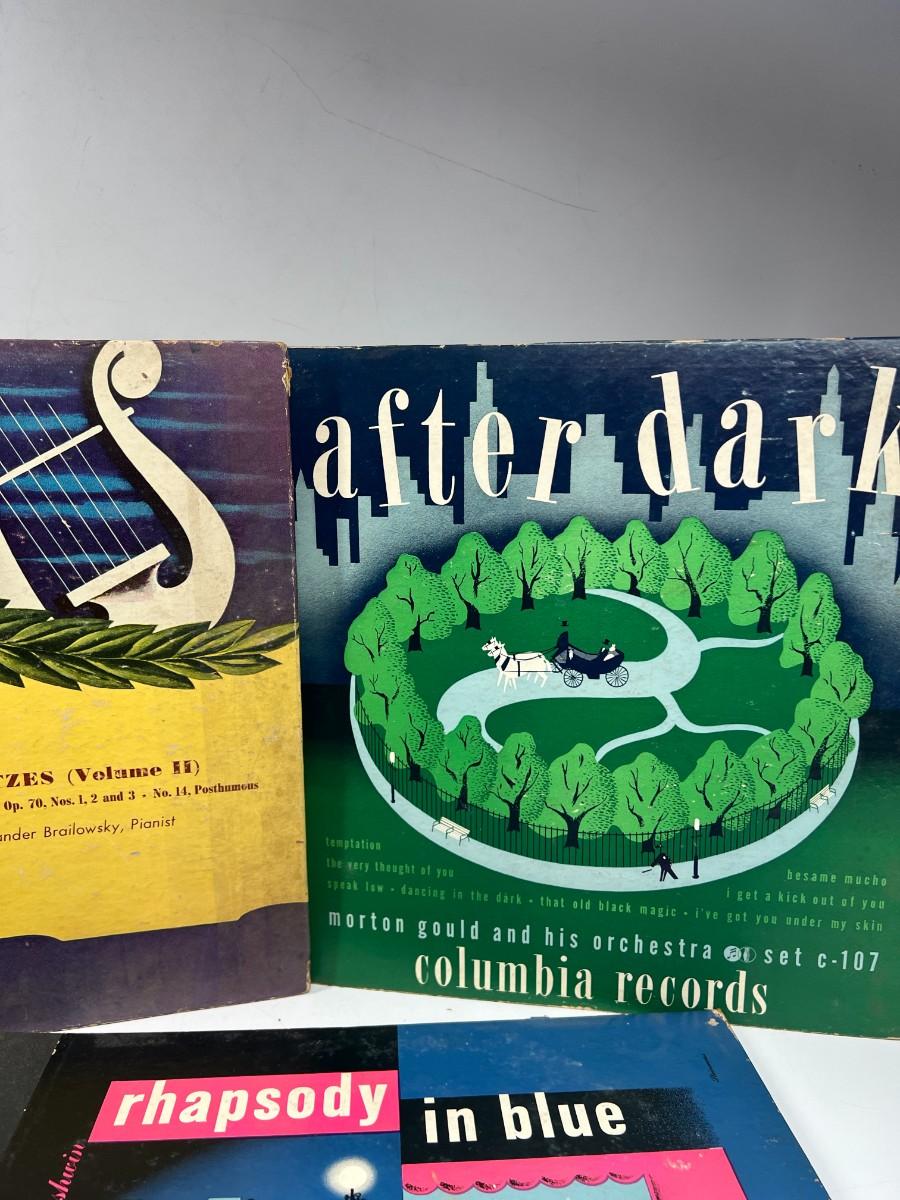 TZES (Volume II)
Op. 70, Nos. 1, 2 and 3 - No. 14, Posthumous
ander Brailowsky, Pianist
after dark
temptation
the very thought of you
besame mucho
i get a kick out of you
speak low • dancing in the dark • that old black magic • i've got you under my skin
morton gould and his orchestra set c-107
columbia records
rhapsody in blue
shwin